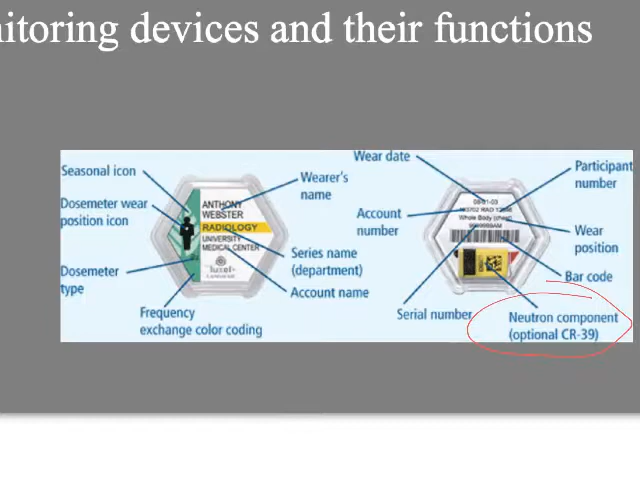 nitoring devices and their functions
Wear date
Seasonal icon
Participant
number
Wearer's
name
Dosemeter wear
position icon
ANTHONY
WEBSTER
RADIOLOGY
UNIVERSITY
MEDICAL CENTER
luxel+
Account
number
Whole Body (chest)
Wear
position
Series name
(department)
Dosemeter
type
Bar code
Account name
Frequency
exchange color coding
Serial number
Neutron component
(optional CR-39)